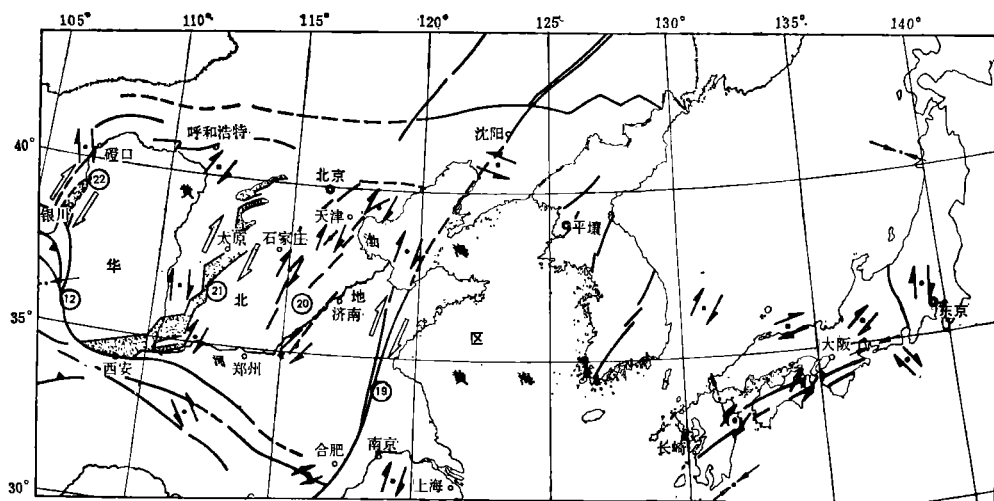 105° 110° 115° 120° 125° 130° 135° 140°
40°
35°
30°
呼和浩特
沈阳
磴口
22
黄
北京
银川
天津
平壤
太原
石家庄
渤
海
华
21
北
20
地
济南
12
区
东京
大阪
西安
河
郑州
黄
海
19
长崎
合肥
南京
上海